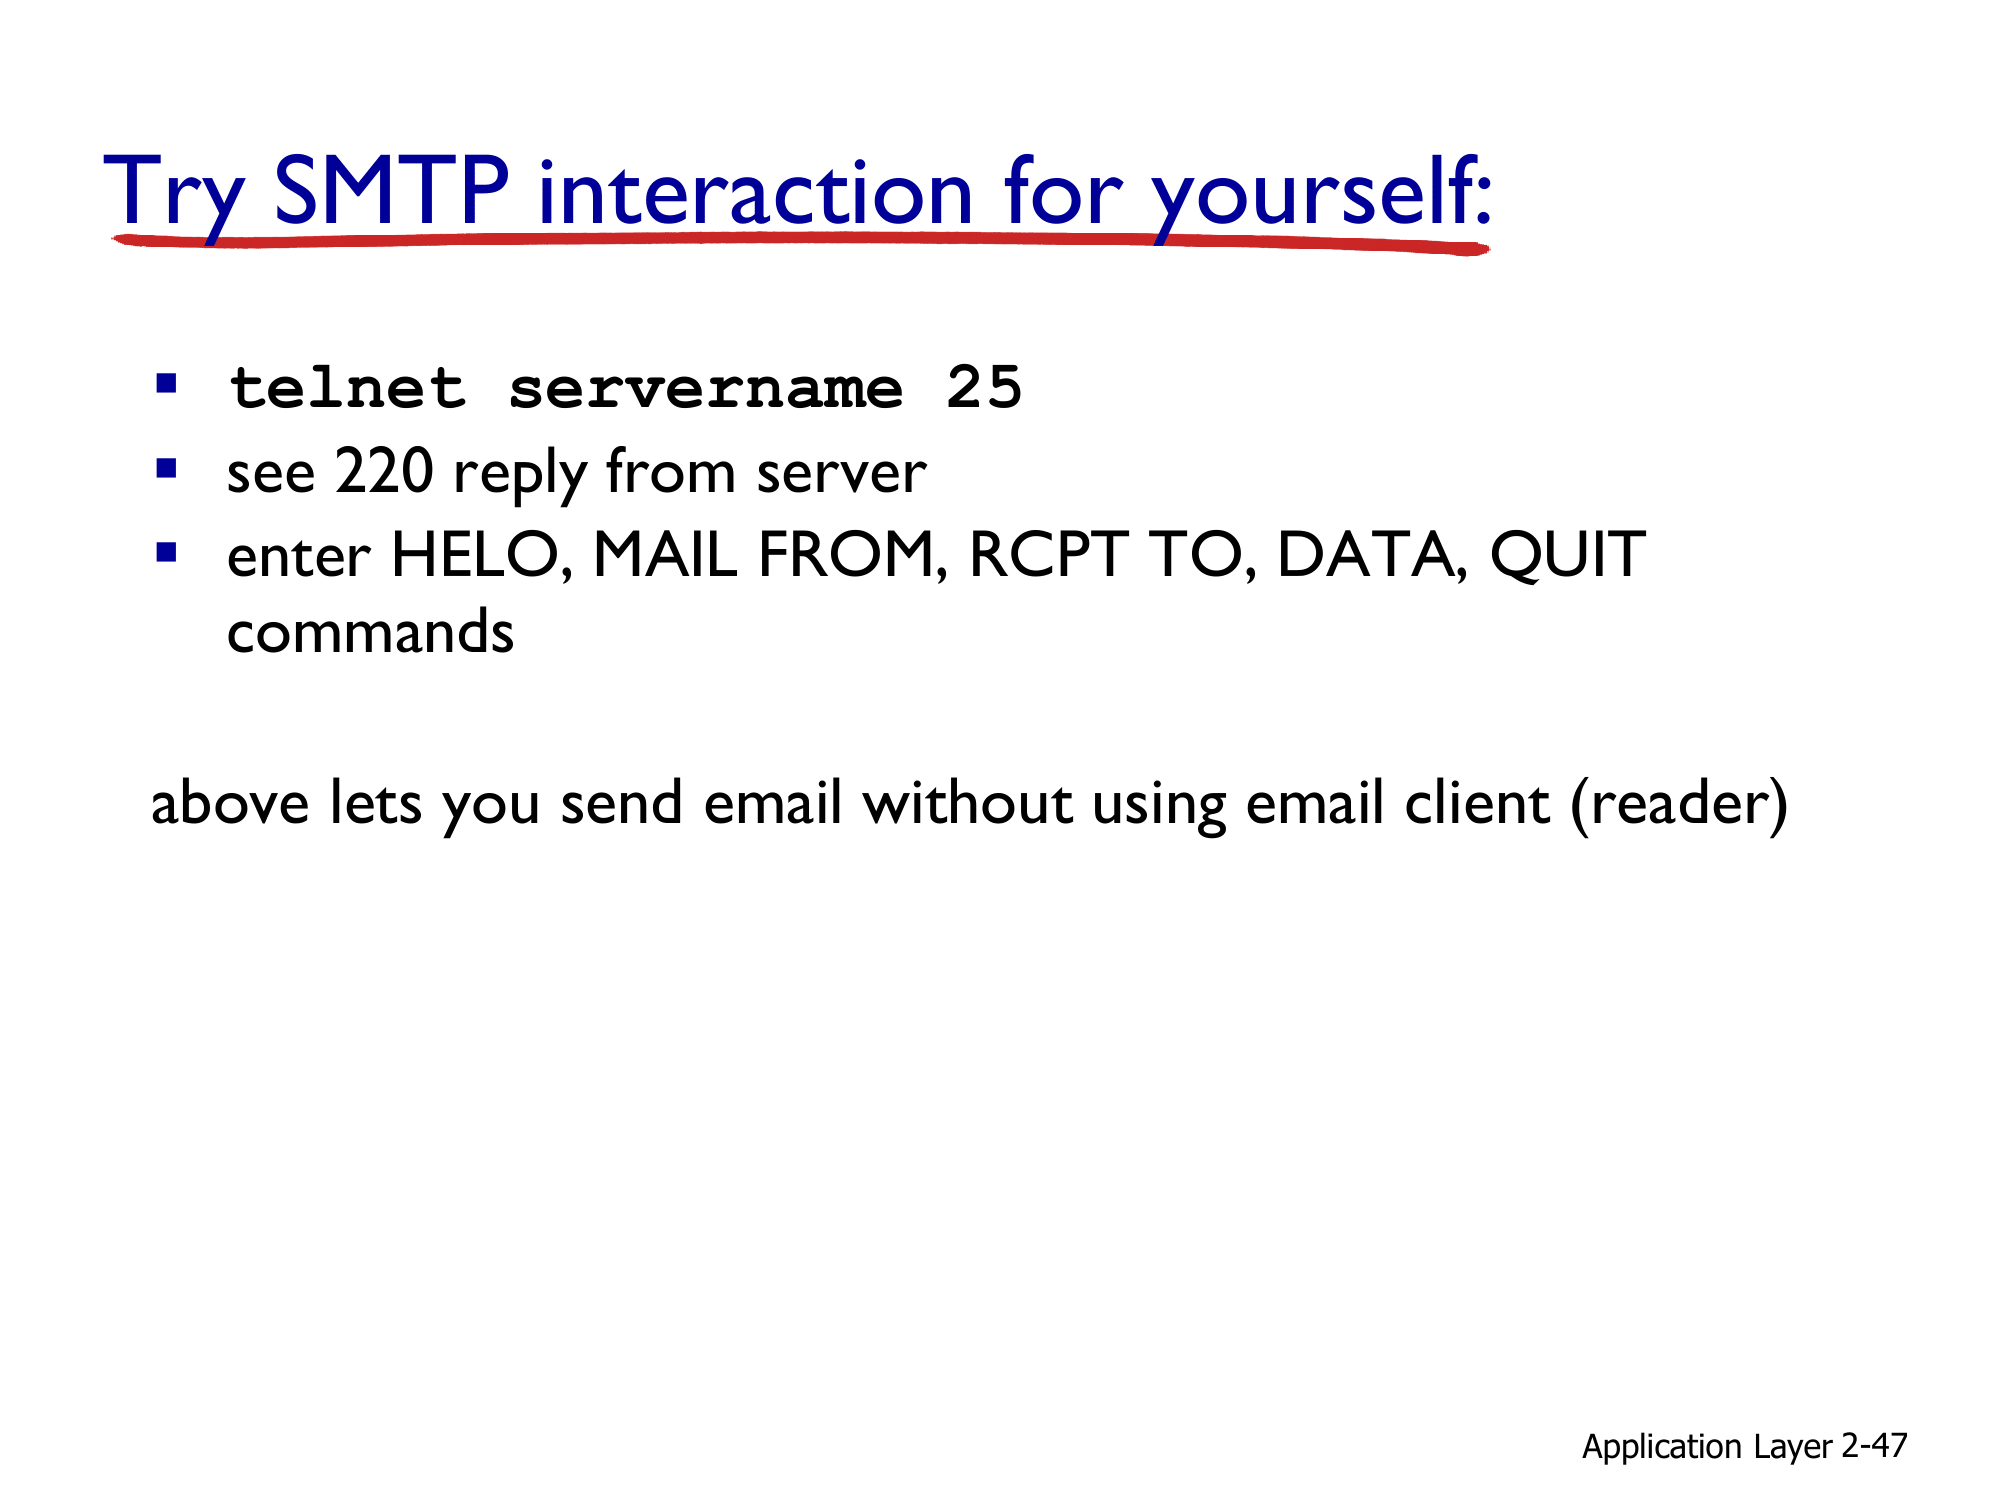 Try SMTP interaction for yourself:
▪ telnet servername 25
▪ see 220 reply from server
▪ enter HELO, MAIL FROM, RCPT TO, DATA, QUIT
commands
above lets you send email without using email client (reader)
Application Layer 2-47